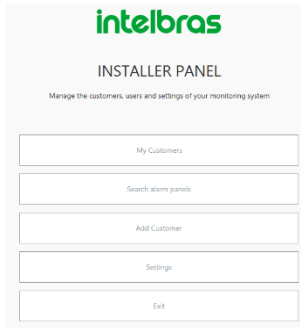 intelbras
INSTALLER PANEL
Manage the customers, users and settings of your monitoring system
My Customers
Search alarm panels
Add Customer
Settings
Exit